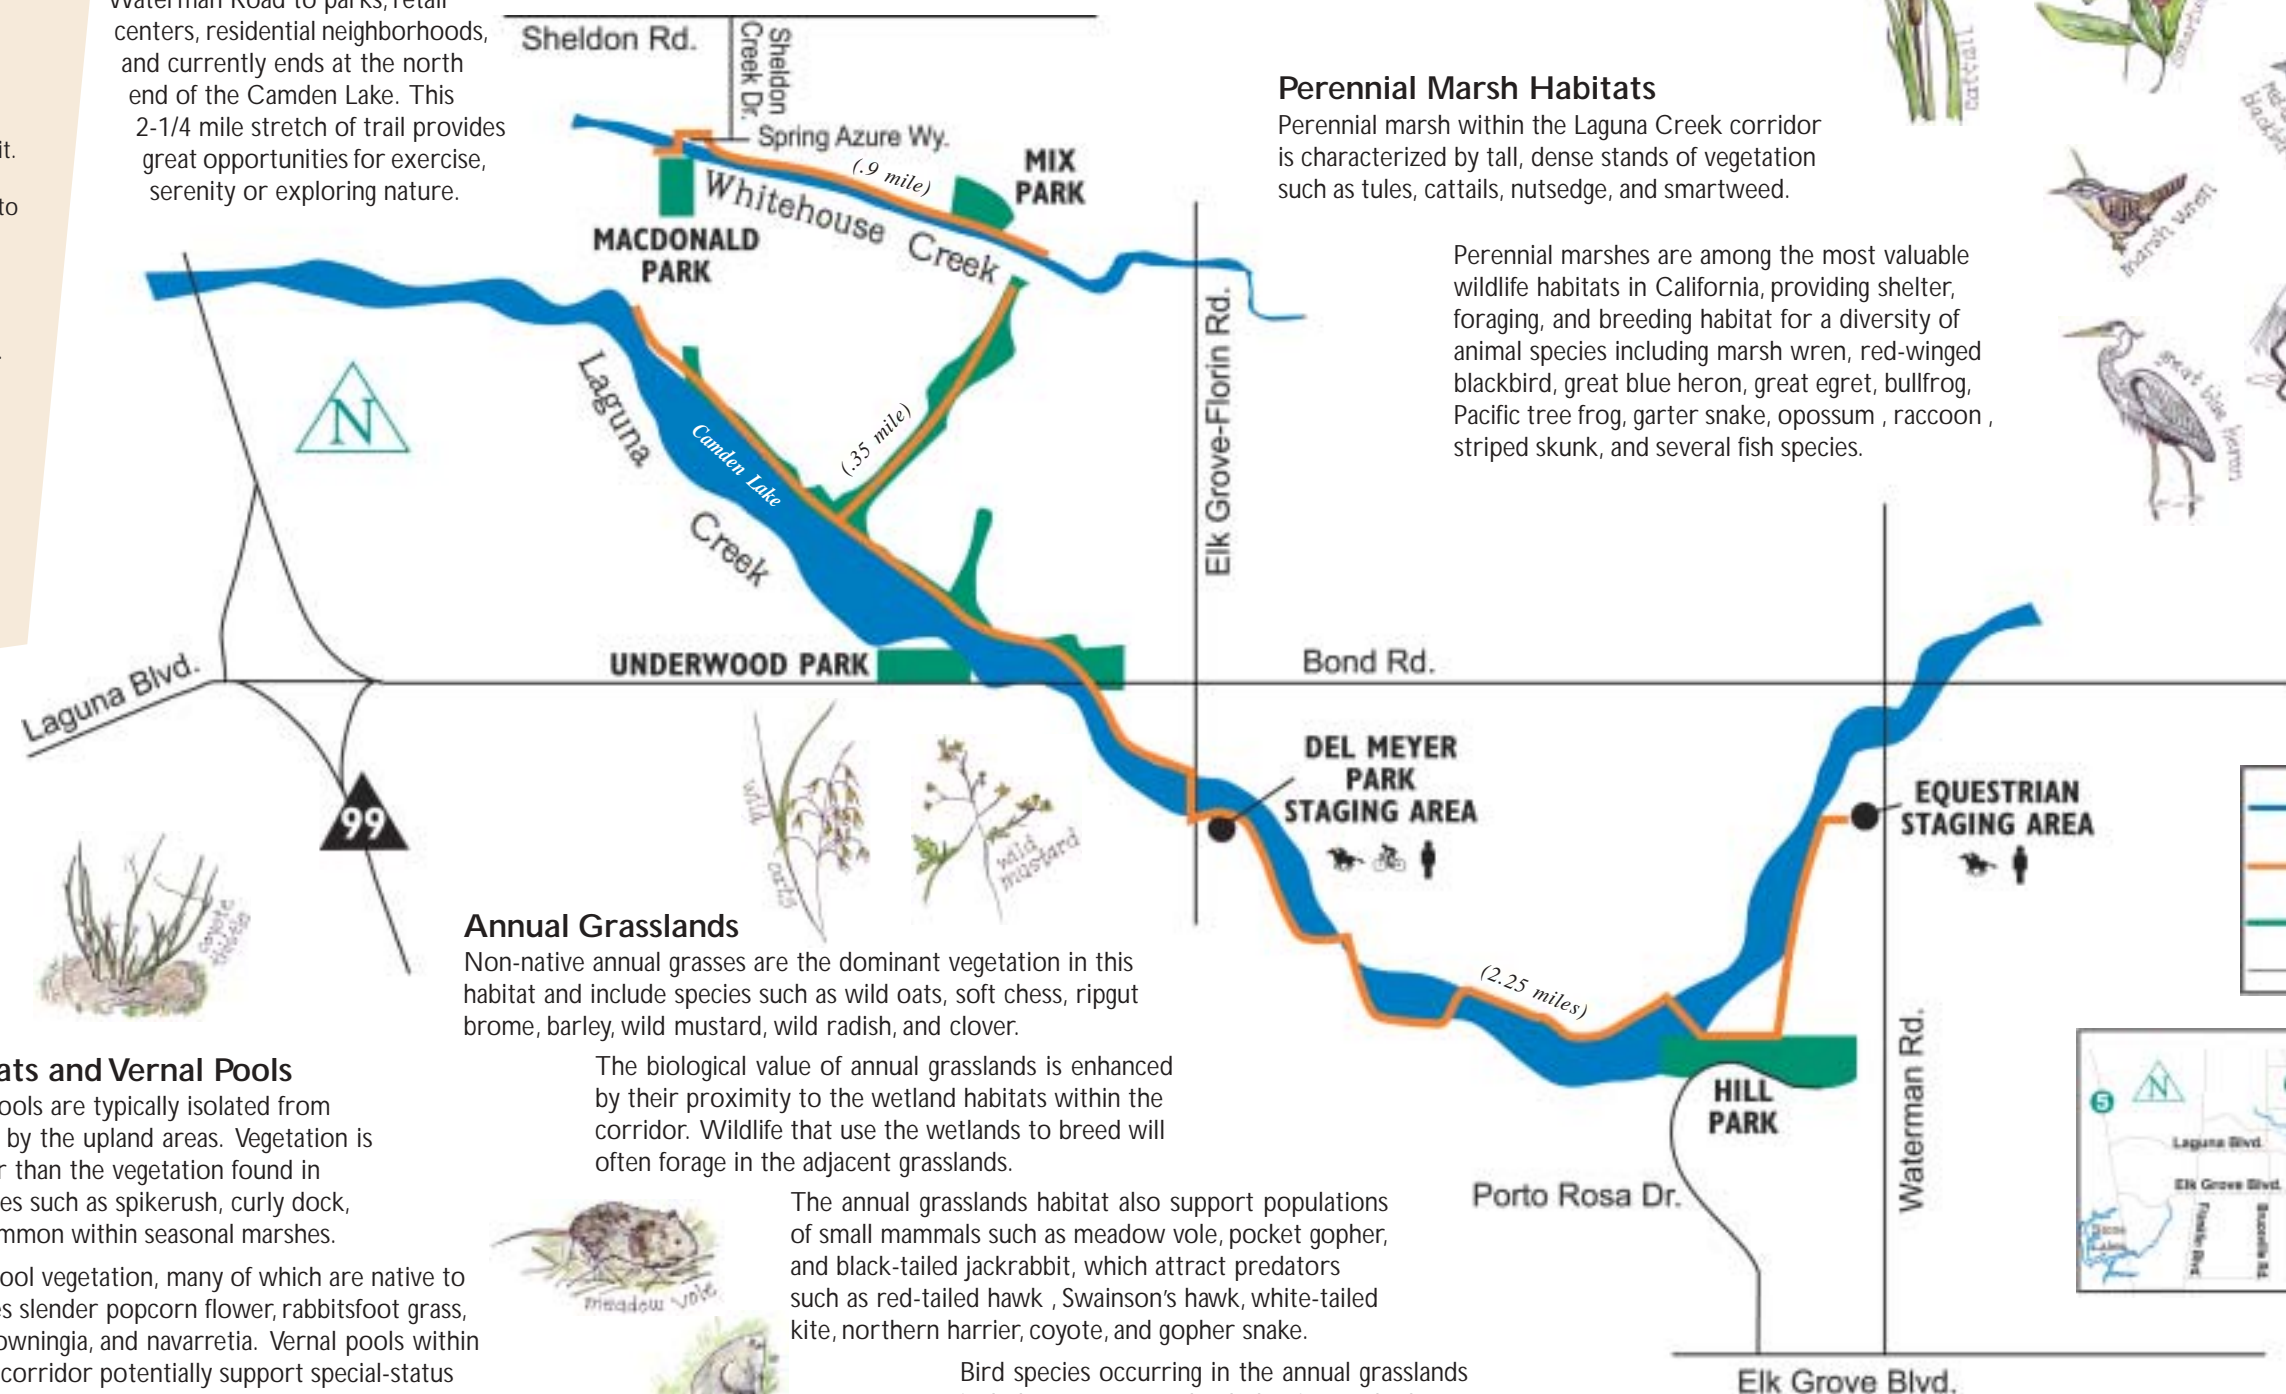 Waterman Road to parks, retail
centers, residential neighborhoods,
and currently ends at the north
end of the Camden Lake. This
2-1/4 mile stretch of trail provides
great opportunities for exercise,
serenity or exploring nature.
it.
to
Sheldon Rd.
Sheldon
Creek Dr.
Spring Azure Wy.
(.9 mile)
MIX
PARK
Whitehouse Creek
MACDONALD
PARK
N
Laguna
Creek
Camden Lake
(.35 mile)
Elk Grove-Florin Rd.
UNDERWOOD PARK
Bond Rd.
Laguna Blvd.
99
DEL MEYER
PARK
STAGING AREA
EQUESTRIAN
STAGING AREA
(2.25 miles)
HILL
PARK
Porto Rosa Dr.
Waterman Rd.
Elk Grove Blvd.
Perennial Marsh Habitats
Perennial marsh within the Laguna Creek corridor
is characterized by tall, dense stands of vegetation
such as tules, cattails, nutsedge, and smartweed.
Perennial marshes are among the most valuable
wildlife habitats in California, providing shelter,
foraging, and breeding habitat for a diversity of
animal species including marsh wren, red-winged
blackbird, great blue heron, great egret, bullfrog,
Pacific tree frog, garter snake, opossum , raccoon ,
striped skunk, and several fish species.
cattail
marsh wren
great blue heron
wild
oats
wild
mustard
coyote
Annual Grasslands
Non-native annual grasses are the dominant vegetation in this
habitat and include species such as wild oats, soft chess, ripgut
brome, barley, wild mustard, wild radish, and clover.
The biological value of annual grasslands is enhanced
by their proximity to the wetland habitats within the
corridor. Wildlife that use the wetlands to breed will
often forage in the adjacent grasslands.
The annual grasslands habitat also support populations
of small mammals such as meadow vole, pocket gopher,
and black-tailed jackrabbit, which attract predators
such as red-tailed hawk , Swainson's hawk, white-tailed
kite, northern harrier, coyote, and gopher snake.
Bird species occurring in the annual grasslands
meadow vole
ats and Vernal Pools
ools are typically isolated from
by the upland areas. Vegetation is
r than the vegetation found in
es such as spikerush, curly dock,
mmon within seasonal marshes.
ool vegetation, many of which are native to
es slender popcorn flower, rabbitsfoot grass,
owningia, and navarretia. Vernal pools within
corridor potentially support special-status
5
N
Laguna Blvd.
Elk Grove Blvd.
Franklin Blvd.
Bruceville Rd.
Stone
Lakes